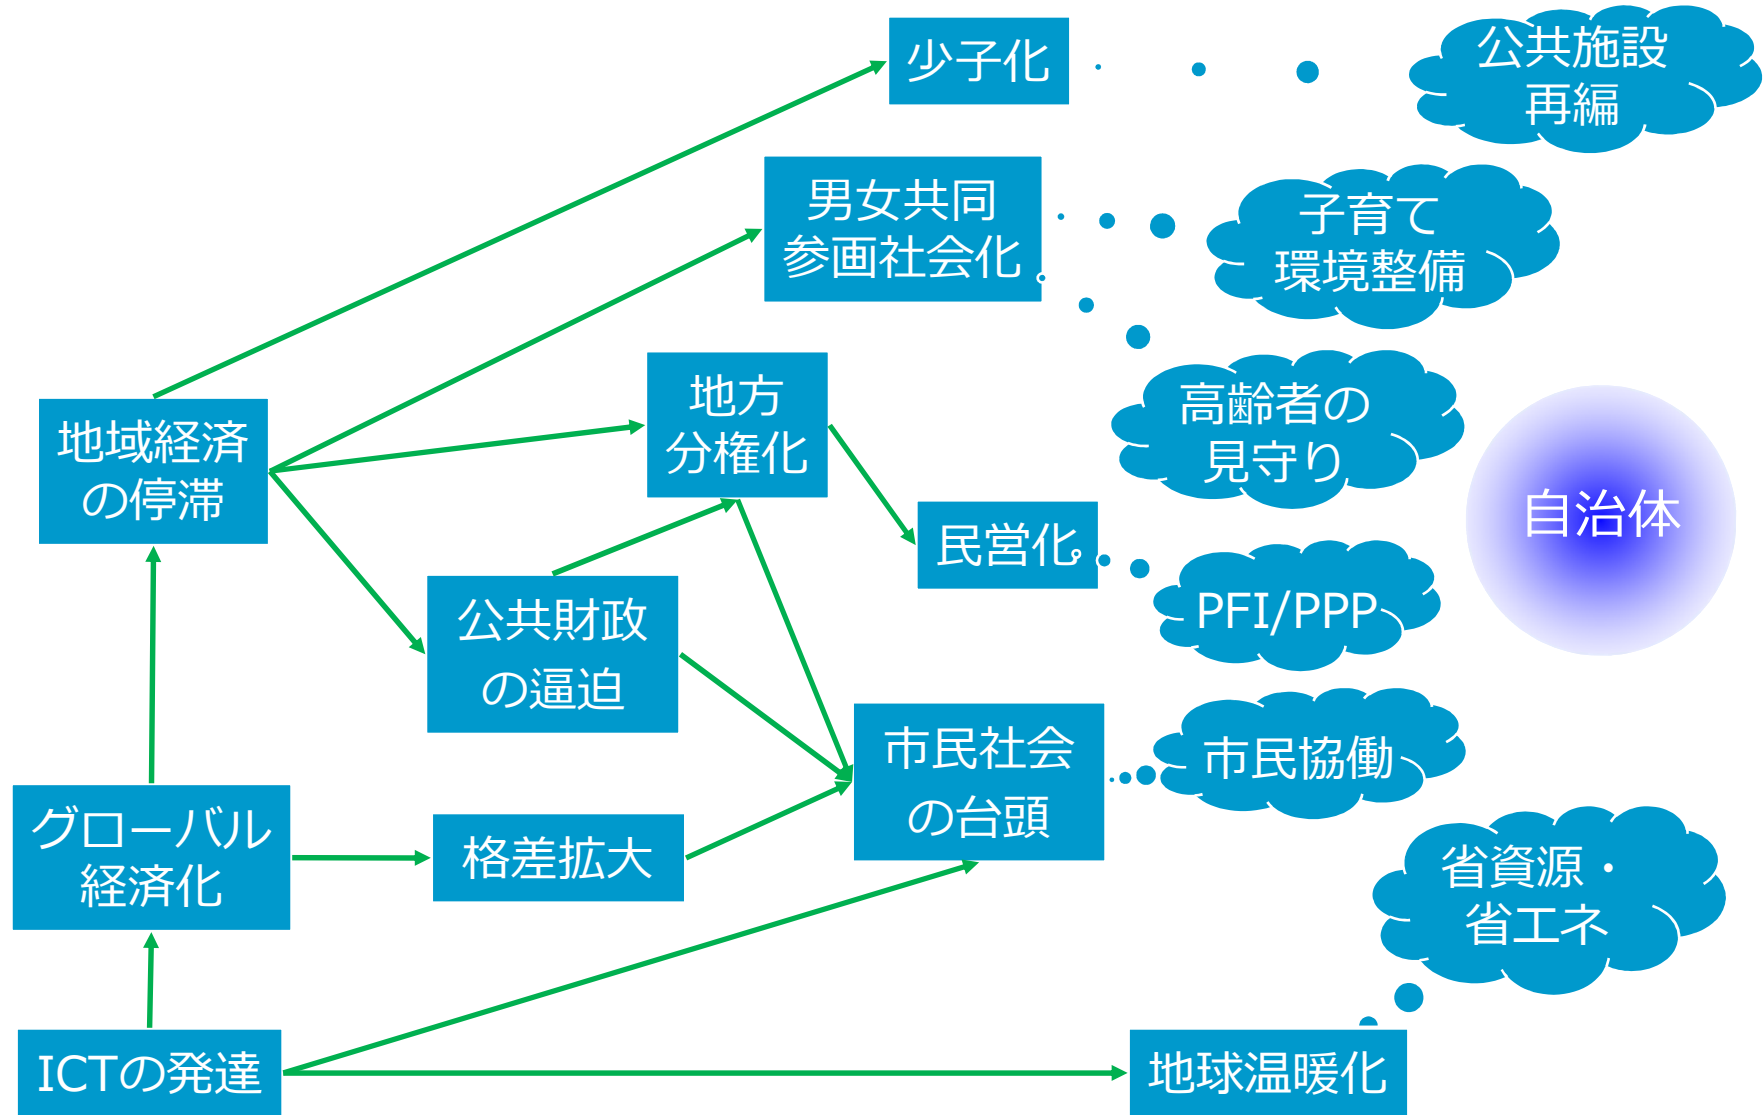 少子化
公共施設
再編
男女共同
参画社会化
子育て
環境整備
地方
分権化
高齢者の
見守り
地域経済
の停滞
自治体
民営化
公共財政
の逼迫
PFI/PPP
市民社会
の台頭
市民協働
グローバル
経済化
格差拡大
省資源・
省エネ
ICTの発達
地球温暖化